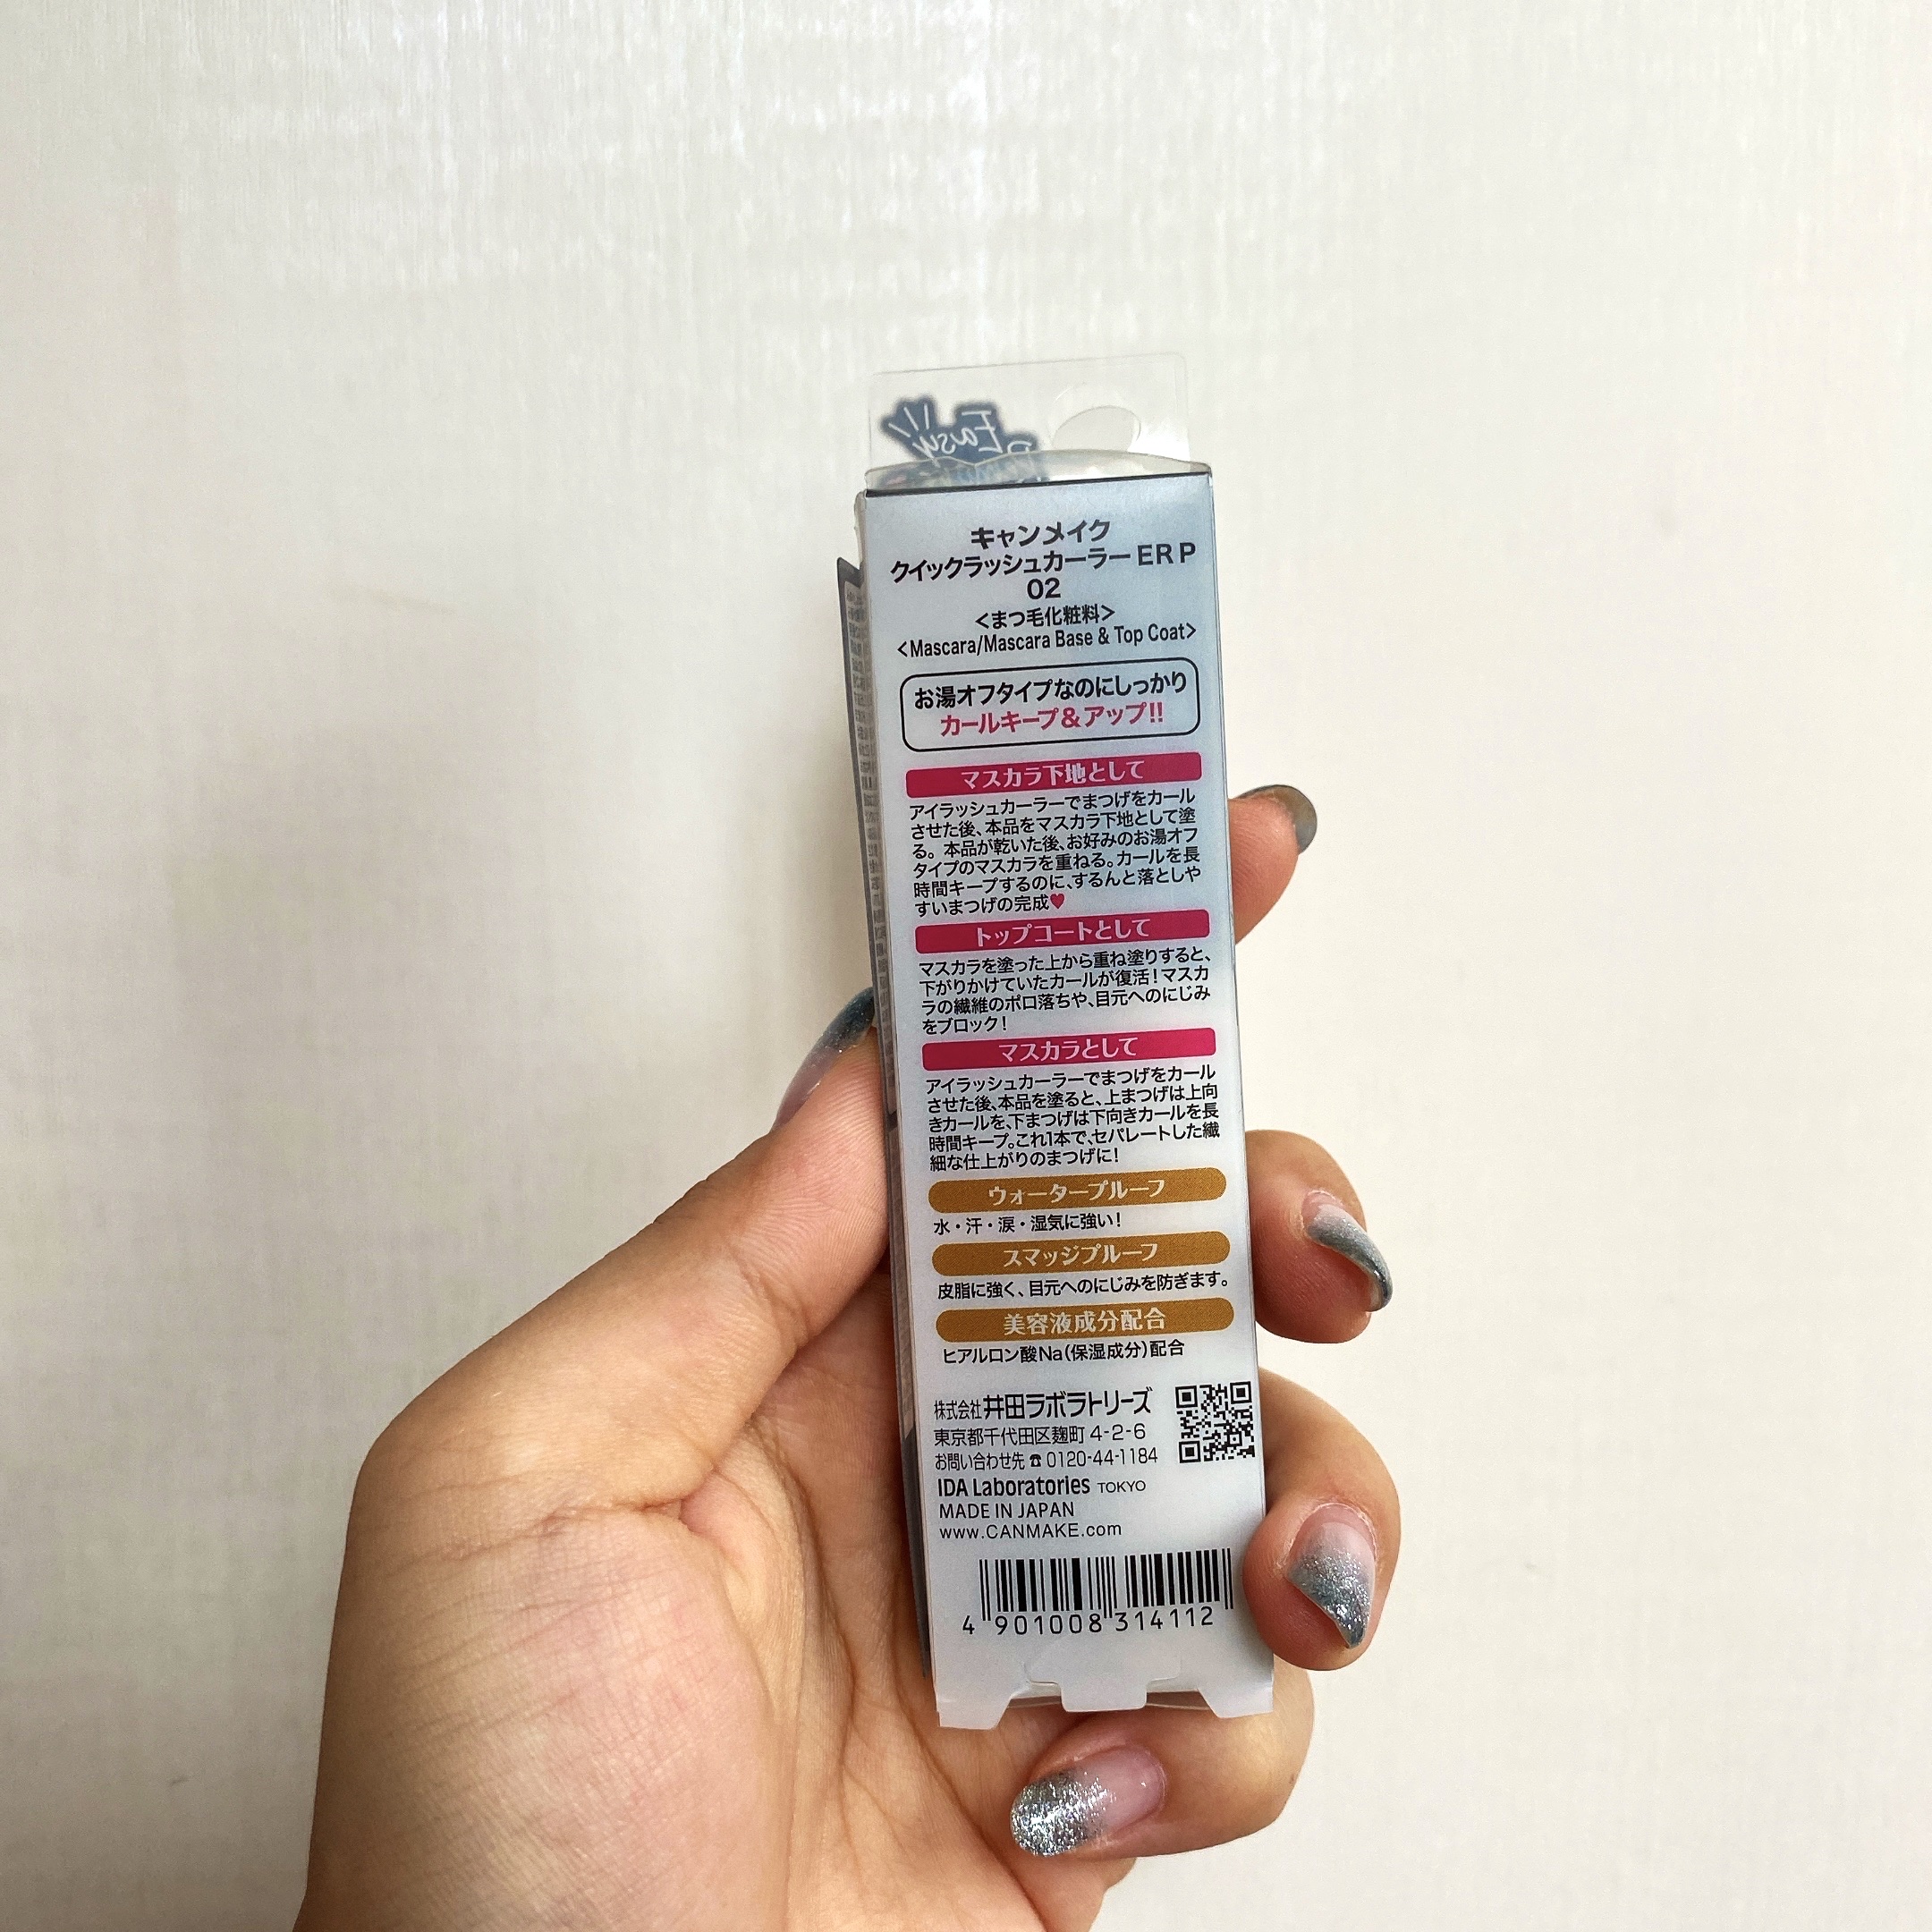 Easy
キャンメイク
クイックラッシュカーラー ER P
02
<まつ毛化粧料>
<Mascara/Mascara Base & Top Coat>
お湯オフタイプなのにしっかり
カールキープ&アップ!!
マスカラ下地として
アイラッシュカーラーでまつげをカール
させた後、本品をマスカラ下地として塗
る。本品が乾いた後、お好みのお湯オフ
タイプのマスカラを重ねる。カールを長
時間キープするのに、するんと落としや
すいまつげの完成♥
トップコートとして
マスカラを塗った上から重ね塗りすると、
下がりかけていたカールが復活!マスカ
ラの繊維のポロ落ちや、目元へのにじみ
をブロック!
マスカラとして
アイラッシュカーラーでまつげをカール
させた後、本品を塗ると、上まつげは上向
きカールを、下まつげは下向きカールを長
時間キープ。これ1本で、セパレートした繊
細な仕上がりのまつげに!
ウォータープルーフ
水・汗・涙・湿気に強い!
スマッジプルーフ
皮脂に強く、目元へのにじみを防ぎます。
美容液成分配合
ヒアルロン酸Na(保湿成分)配合
株式会社井田ラボラトリーズ
東京都千代田区麹町 4-2-6
お問い合わせ先 ☎ 0120-44-1184
IDA Laboratories TOKYO
MADE IN JAPAN
www.CANMAKE.com
4 901008 314112